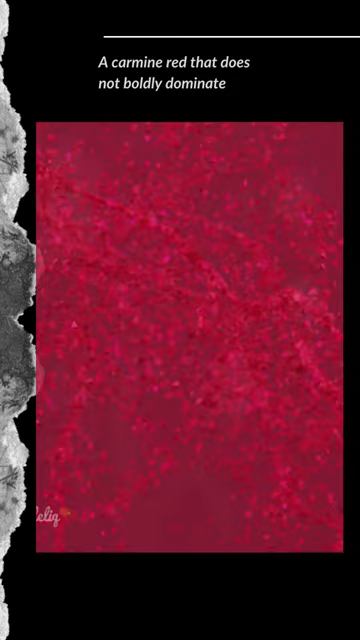 A carmine red that does
not boldly dominate